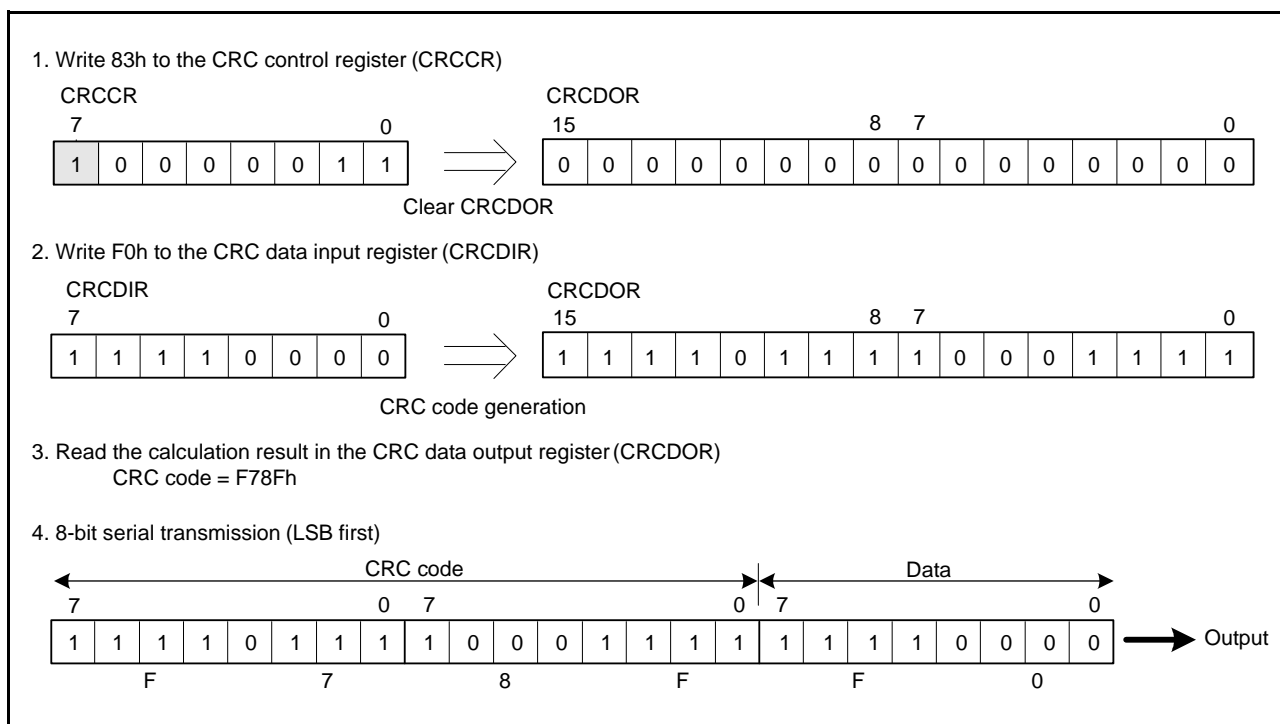 1. Write 83h to the CRC control register (CRCCR)
CRCCR CRCDOR
7 0 15 8 7 0
1 0 0 0 0 0 1 1 0 0 0 0 0 0 0 0 0 0 0 0 0 0 0 0
Clear CRCDOR
2. Write F0h to the CRC data input register (CRCDIR)
CRCDIR CRCDOR
7 0 15 8 7 0
1 1 1 1 0 0 0 0 1 1 1 1 0 1 1 1 1 0 0 0 1 1 1 1
CRC code generation
3. Read the calculation result in the CRC data output register (CRCDOR)
CRC code = F78Fh
4. 8-bit serial transmission (LSB first)
CRC code Data
7 0 7 0 7 0
1 1 1 1 0 1 1 1 1 0 0 0 1 1 1 1 1 1 1 1 0 0 0 0 Output
F 7 8 F F 0